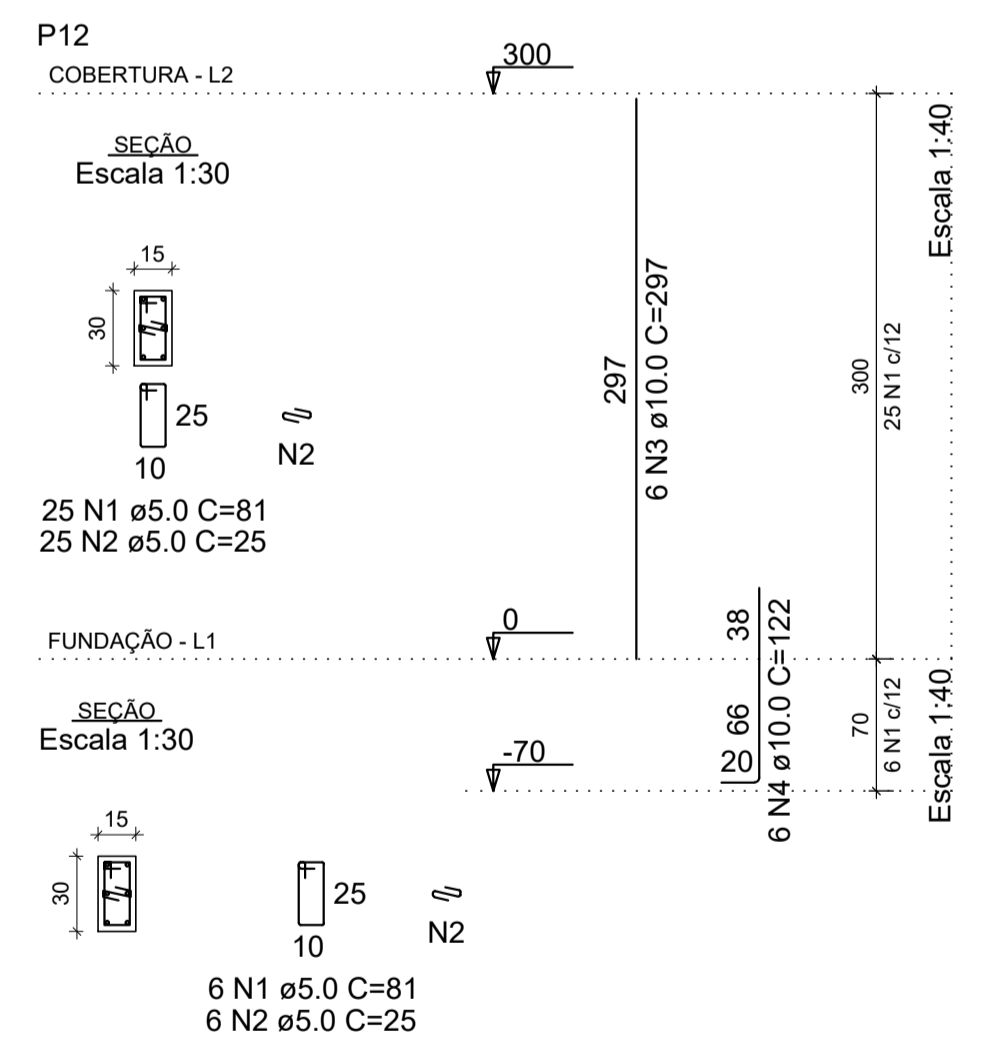 P12
COBERTURA - L2
300
SEÇÃO
Escala 1:30
Escala 1:40
15
30
25
10
N2
25 N1 ø5.0 C=81
25 N2 ø5.0 C=25
297
6 N3 ø10.0 C=297
300
25 N1 c/12
FUNDAÇÃO - L1
0
SEÇÃO
Escala 1:30
-70
38
66
20
6 N4 ø10.0 C=122
70
6 N1 c/12
Escala 1:40
15
30
25
10
N2
6 N1 ø5.0 C=81
6 N2 ø5.0 C=25